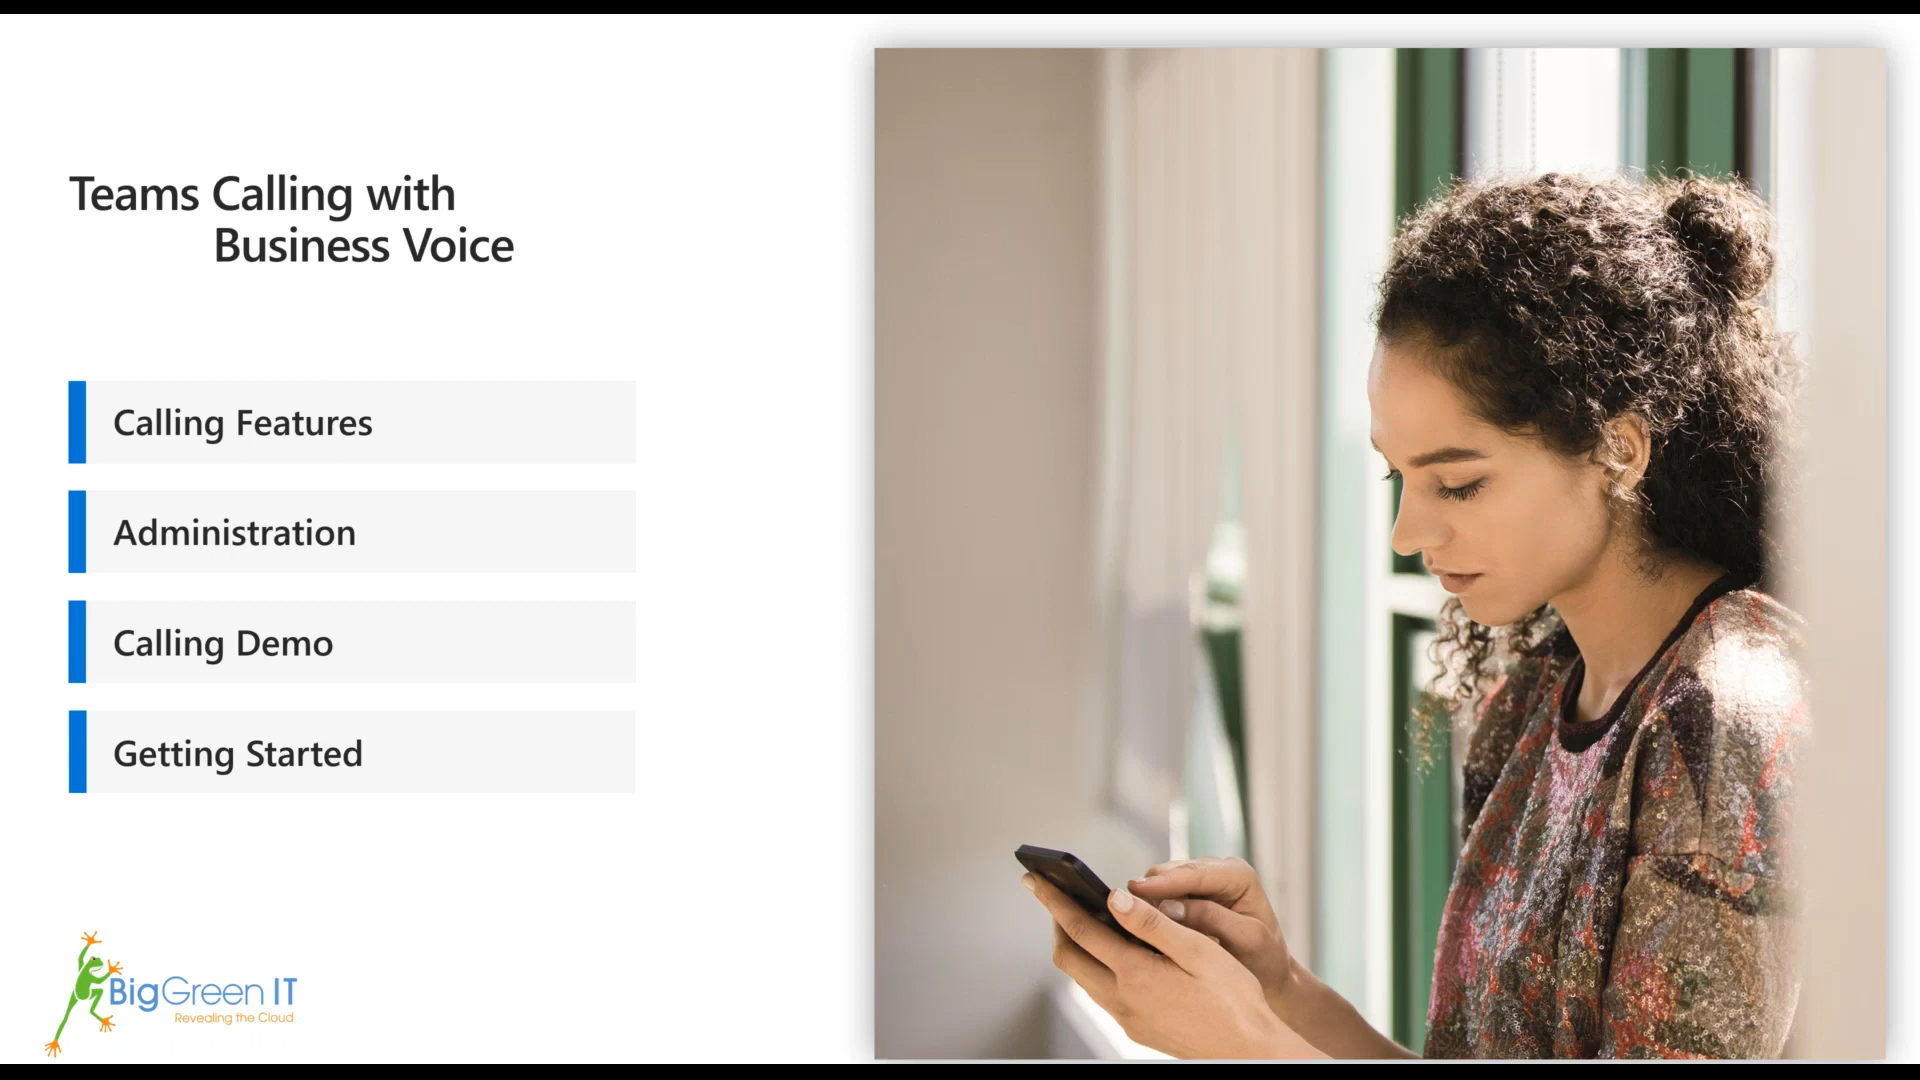 Teams Calling with
Business Voice
Calling Features
Administration
Calling Demo
Getting Started
BigGreen IT
Revealing the Cloud